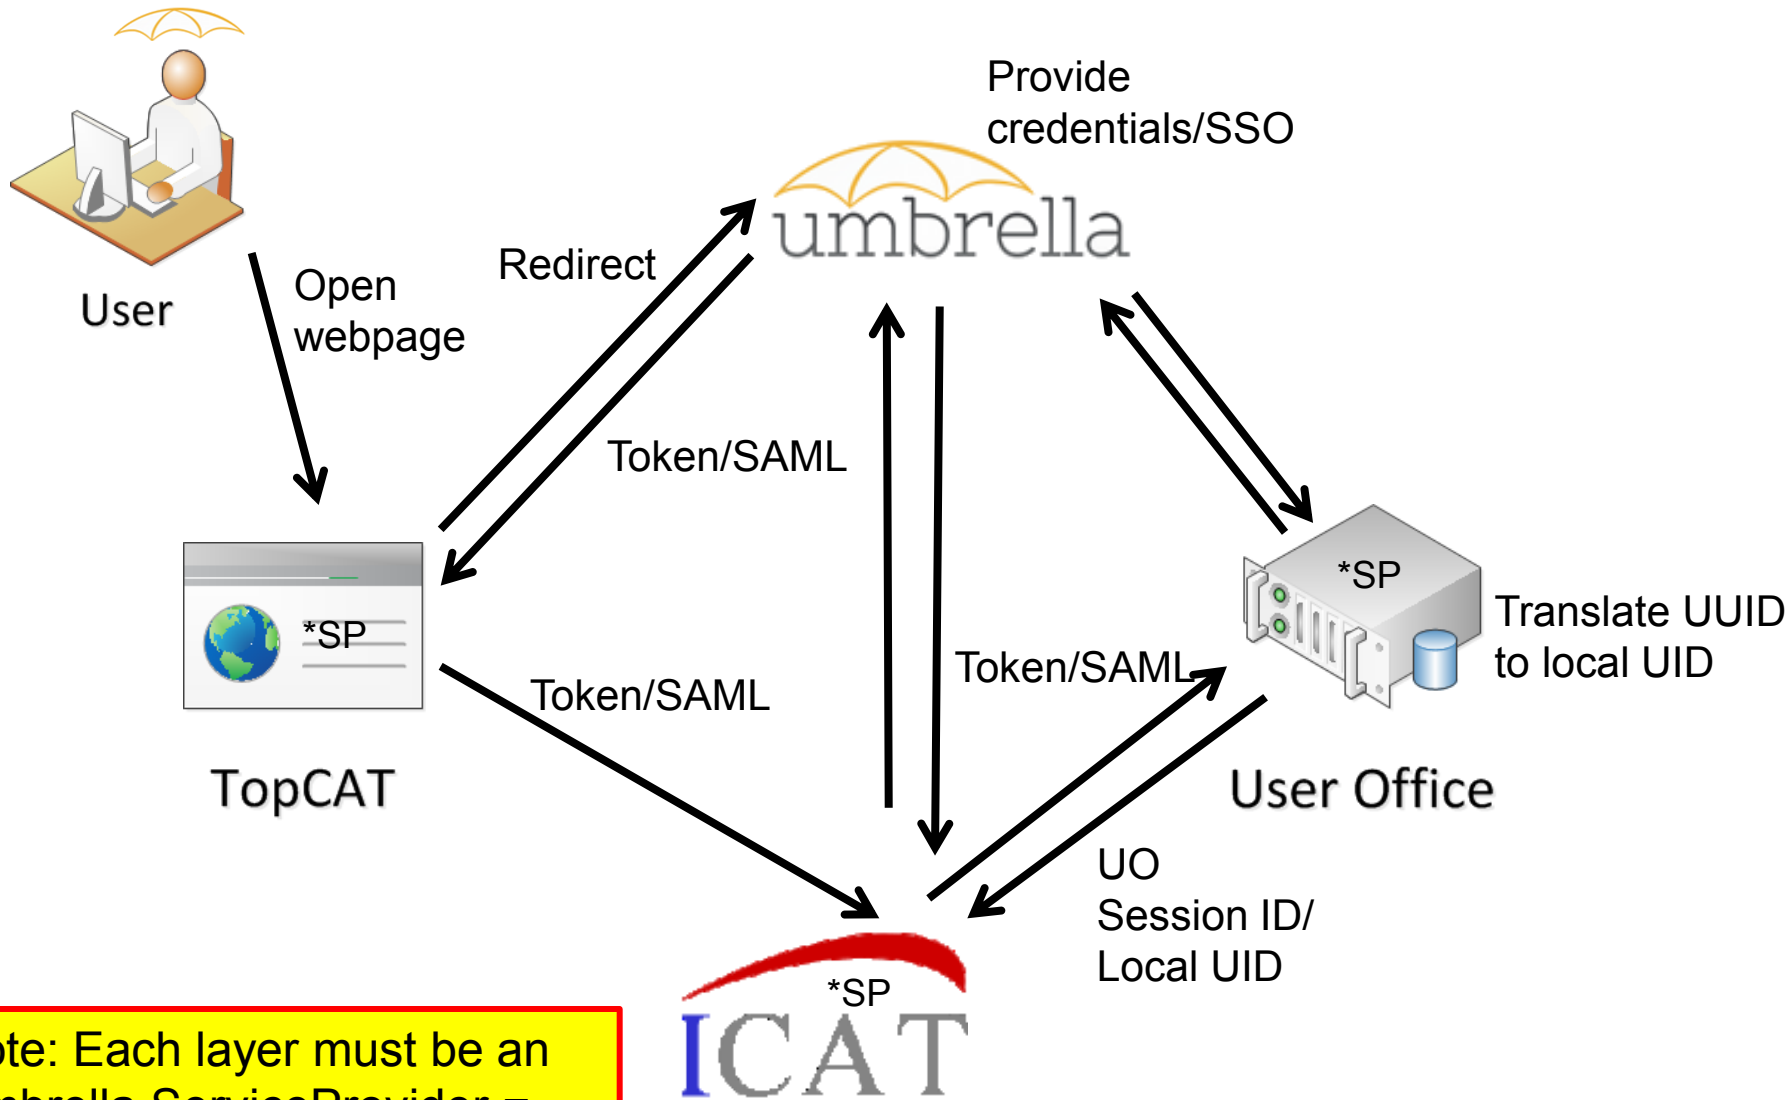 Provide
credentials/SSO
umbrella
User
Open
webpage
Redirect
Token/SAML
*SP
TopCAT
Token/SAML
Token/SAML
*SP
Translate UUID
to local UID
User Office
UO
Session ID/
Local UID
*SP
ICAT
Each layer must be an
ServiceProvider =